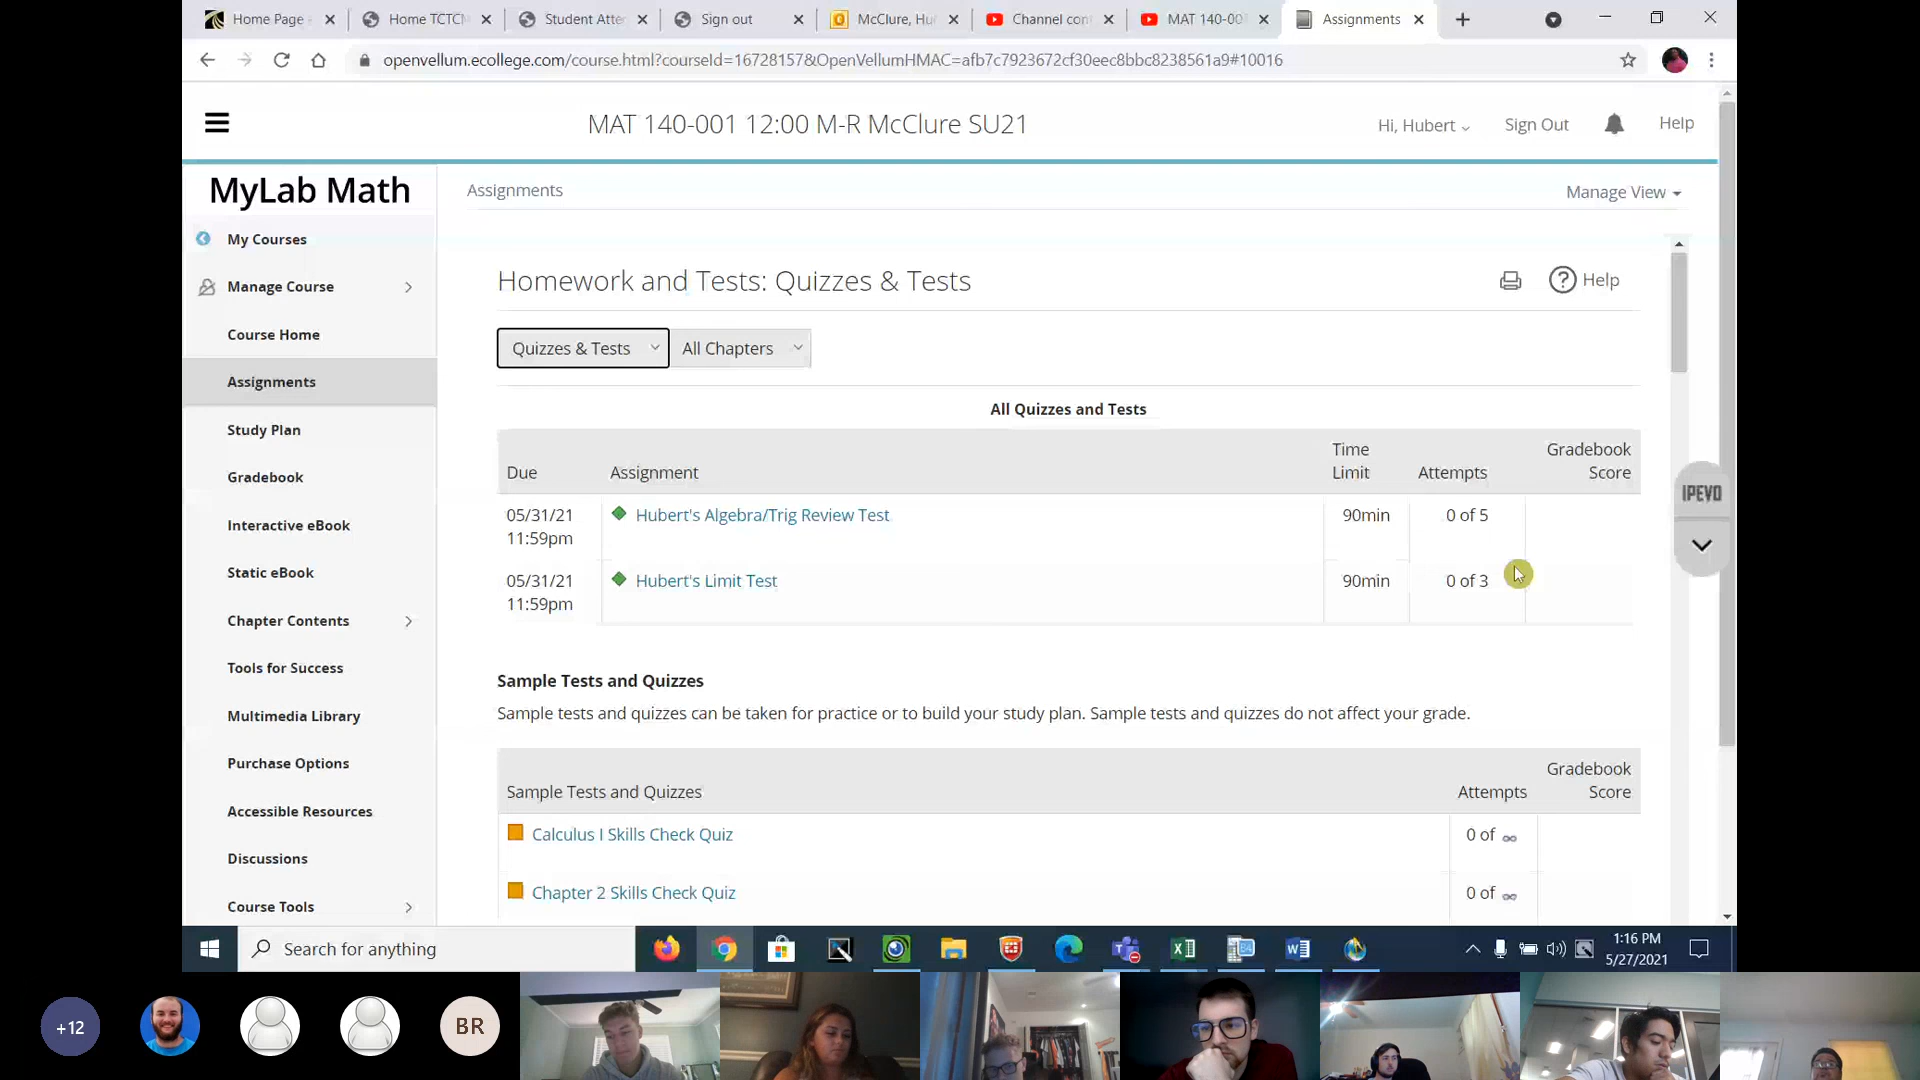 Home Page
Home TCTC
Student Atte
Sign out
McClure, Hu
Channel con
MAT 140-00
Assignments
openvellum.ecollege.com/course.html?courseId=16728157&OpenVellumHMAC=afb7c7923672cf30eec8bbc8238561a9#10016
MAT 140-001 12:00 M-R McClure SU21
Hi, Hubert
Sign Out
Help
MyLab Math
My Courses
Manage Course
Course Home
Assignments
Study Plan
Gradebook
Interactive eBook
Static eBook
Chapter Contents
Tools for Success
Multimedia Library
Purchase Options
Accessible Resources
Discussions
Course Tools
Assignments
Manage View
Homework and Tests: Quizzes & Tests
Help
Quizzes & Tests
All Chapters
All Quizzes and Tests
Due
Assignment
Time
Limit
Attempts
Gradebook
Score
05/31/21
11:59pm
Hubert's Algebra/Trig Review Test
90min
0 of 5
05/31/21
11:59pm
Hubert's Limit Test
90min
0 of 3
IPEVO
Sample Tests and Quizzes
Sample tests and quizzes can be taken for practice or to build your study plan. Sample tests and quizzes do not affect your grade.
Sample Tests and Quizzes
Attempts
Gradebook
Score
Calculus I Skills Check Quiz
0 of ∞
Chapter 2 Skills Check Quiz
0 of ∞
Search for anything
1:16 PM
5/27/2021
+12
BR